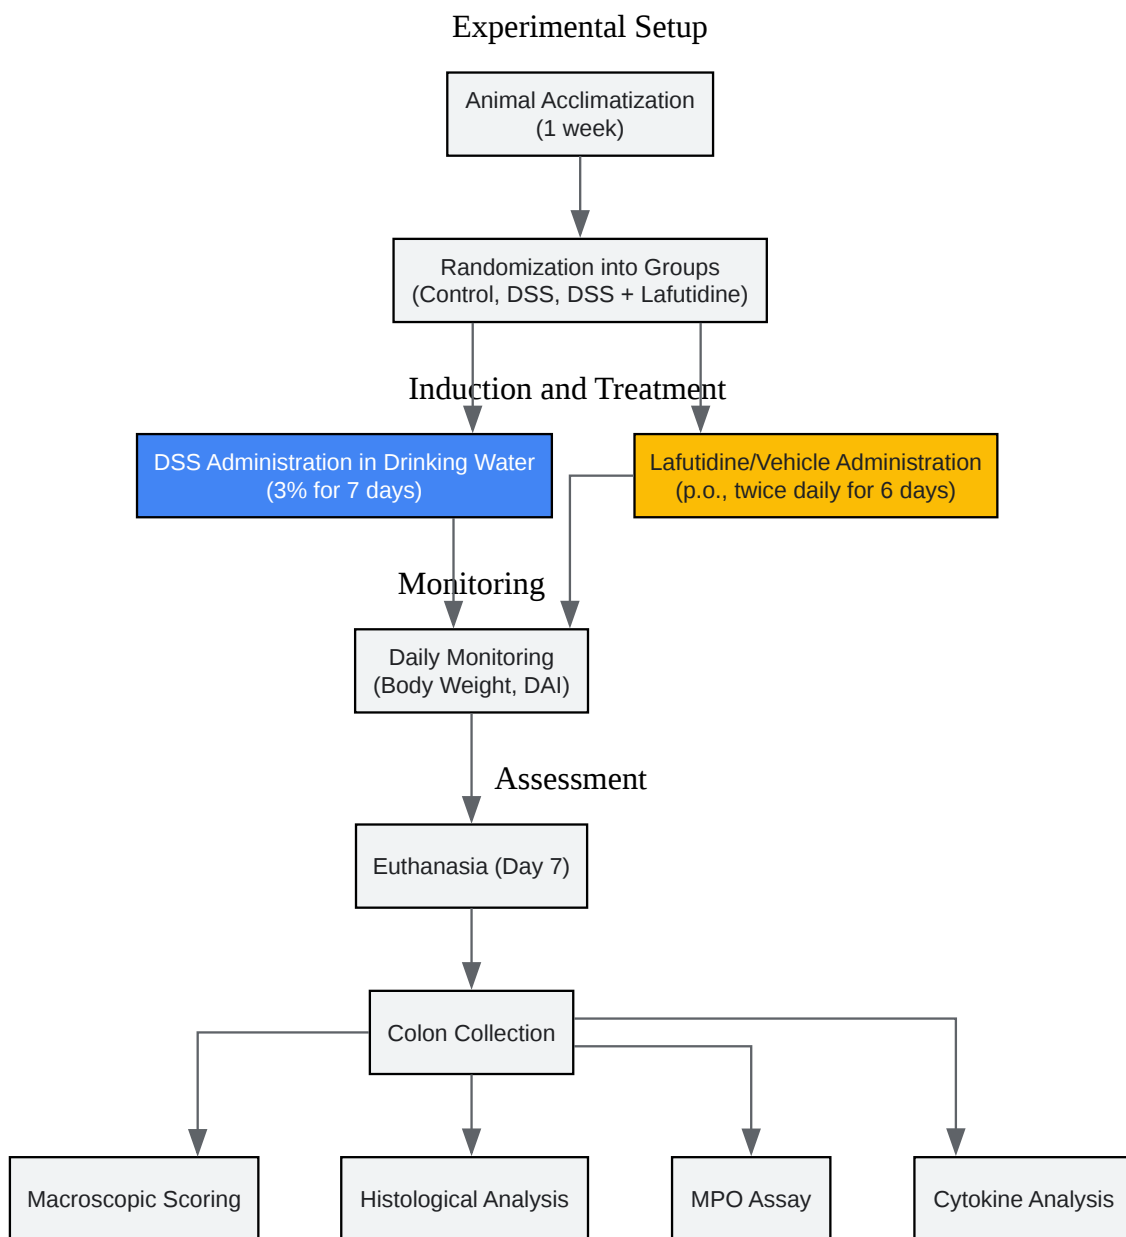 Experimental Setup
Animal Acclimatization
(1 week)
Randomization into Groups
(Control, DSS, DSS + Lafutidine)
Induction and Treatment
DSS Administration in Drinking Water
(3% for 7 days)
Lafutidine/Vehicle Administration
(p.o., twice daily for 6 days)
Monitoring
Daily Monitoring
(Body Weight, DAI)
Assessment
Euthanasia (Day 7)
Colon Collection
Macroscopic Scoring
Histological Analysis
MPO Assay
Cytokine Analysis